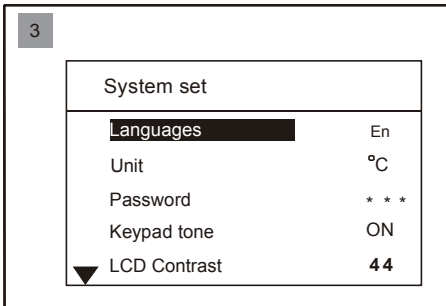 3
System set
Languages En
Unit °C
Password * * *
Keypad tone ON
LCD Contrast 44